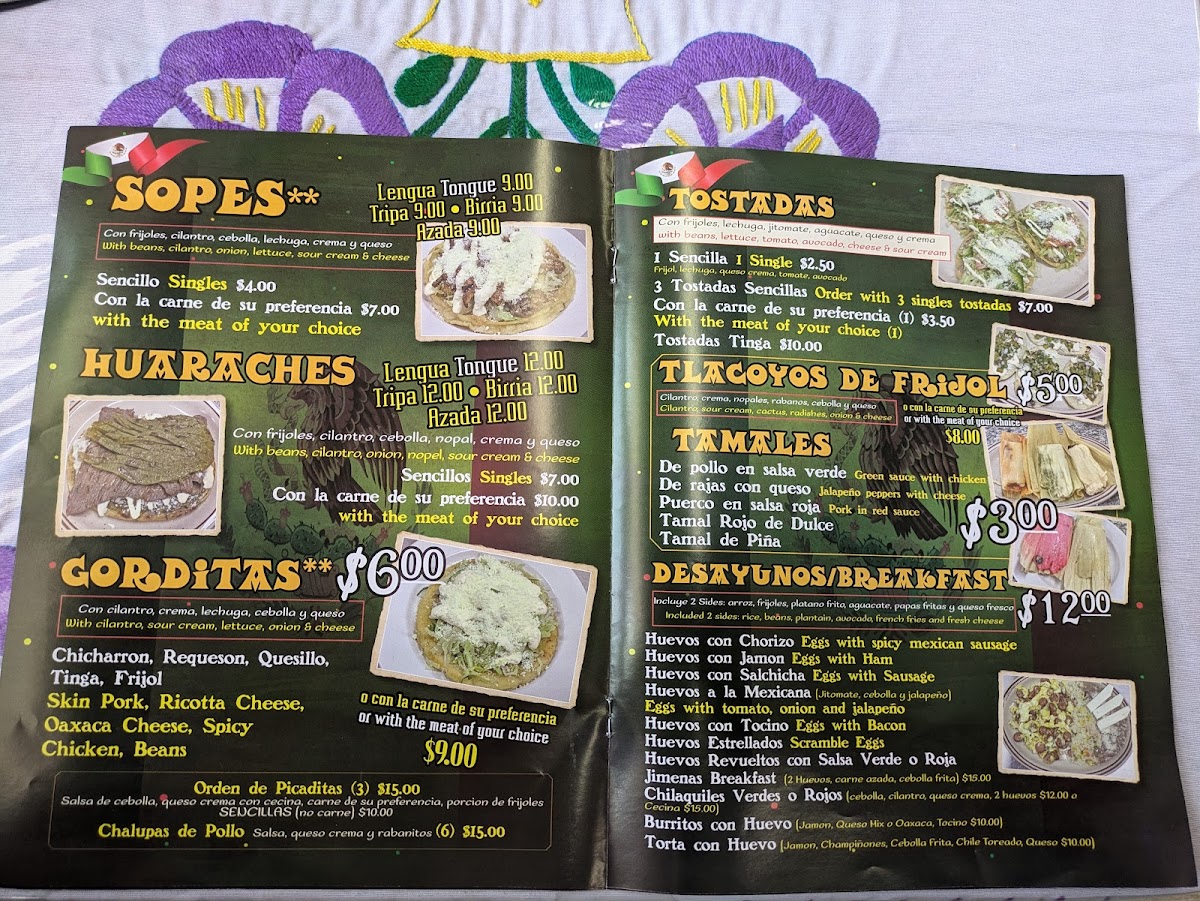 SOPES**
Lengua Tongue 9.00
Tripa 9.00 • Birria 9.00
Azada 9.00
Con frijoles, cilantro, cebolla, lechuga, crema y queso
With beans, cilantro, onion, lettuce, sour cream & cheese
Sencillo Singles $4.00
Con la carne de su preferencia $7.00
with the meat of your choice
HUARACHES
Lengua Tongue 12.00
Tripa 12.00 • Birria 12.00
Azada 12.00
Con frijoles, cilantro, cebolla, nopal, crema y queso
With beans, cilantro, onion, nopel, sour cream & cheese
Sencillos Singles $7.00
Con la carne de su preferencia $10.00
with the meat of your choice
GORDITAS** $6.00
Con cilantro, crema, lechuga, cebolla y queso
With cilantro, sour cream, lettuce, onion & cheese
Chicharron, Requeson, Quesillo,
Tinga, Frijol
Skin Pork, Ricotta Cheese,
Oaxaca Cheese, Spicy
Chicken, Beans
o con la carne de su preferencia
or with the meat of your choice
$9.00
Orden de Picaditas (3) $15.00
Salsa de cebolla, queso crema con cecina, carne de su preferencia, porcion de frijoles
SENCILLAS (no carne) $10.00
Chalupas de Pollo Salsa, queso crema y rabanitos (6) $15.00
TOSTADAS
Con frijoles, lechuga, jitomate, aguacate, queso y crema
with beans, lettuce, tomato, avocado, cheese & sour cream
1 Sencilla 1 Single $2.50
Frijol, lechuga, queso crema, tomate, avocado
3 Tostadas Sencillas Order with 3 singles tostadas $7.00
Con la carne de su preferencia (1) $3.50
With the meat of your choice (1)
Tostadas Tinga $10.00
TLACOYOS DE FRIJOL $5.00
Cilantro, crema, nopales, rabanos, cebolla y queso
Cilantro, sour cream, cactus, radishes, onion & cheese
o con la carne de su preferencia
or with the meat of your choice
$8.00
TAMALES
De pollo en salsa verde Green sauce with chicken
De rajas con queso Jalapeño peppers with cheese
Puerco en salsa roja Pork in red sauce
Tamal Rojo de Dulce
Tamal de Piña
$3.00
DESAYUNOS/BREAKFAST
$12.00
Incluye 2 Sides: arroz, frijoles, platano frito, aguacate, papas fritas y queso fresco
Included 2 sides: rice, beans, plantain, avocado, french fries and fresh cheese
Huevos con Chorizo Eggs with spicy mexican sausage
Huevos con Jamon Eggs with Ham
Huevos con Salchicha Eggs with Sausage
Huevos a la Mexicana (Jitomate, cebolla y jalapeño)
Eggs with tomato, onion and jalapeño
Huevos con Tocino Eggs with Bacon
Huevos Estrellados Scramble Eggs
Huevos Revueltos con Salsa Verde o Roja
Jimenas Breakfast (2 Huevos, carne azada, cebolla frita) $15.00
Chilaquiles Verdes o Rojos (cebolla, cilantro, queso crema, 2 huevos $12.00 o
Cecina $15.00)
Burritos con Huevo (Jamon, Queso Mix o Oaxaca, Tocino $10.00)
Torta con Huevo (Jamon, Champiñones, Cebolla Frita, Chile Toreado, Queso $10.00)